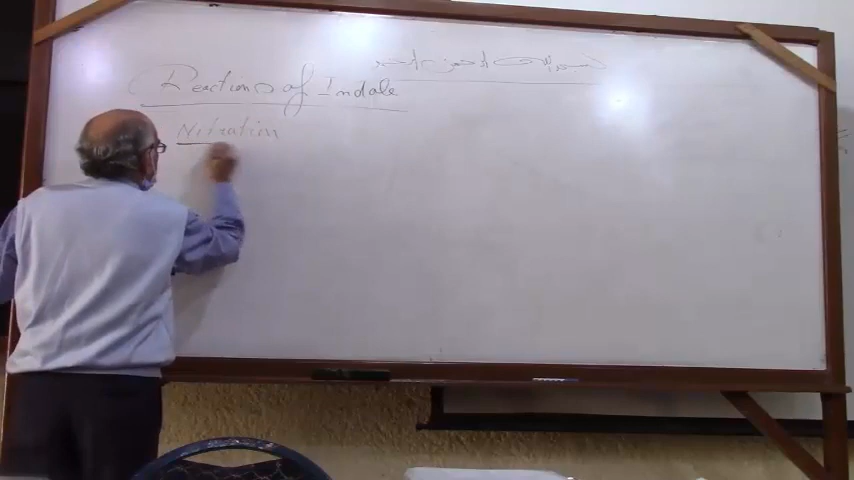 بسم الله الرحمن الرحيم
Reactions of Indole
Nitration